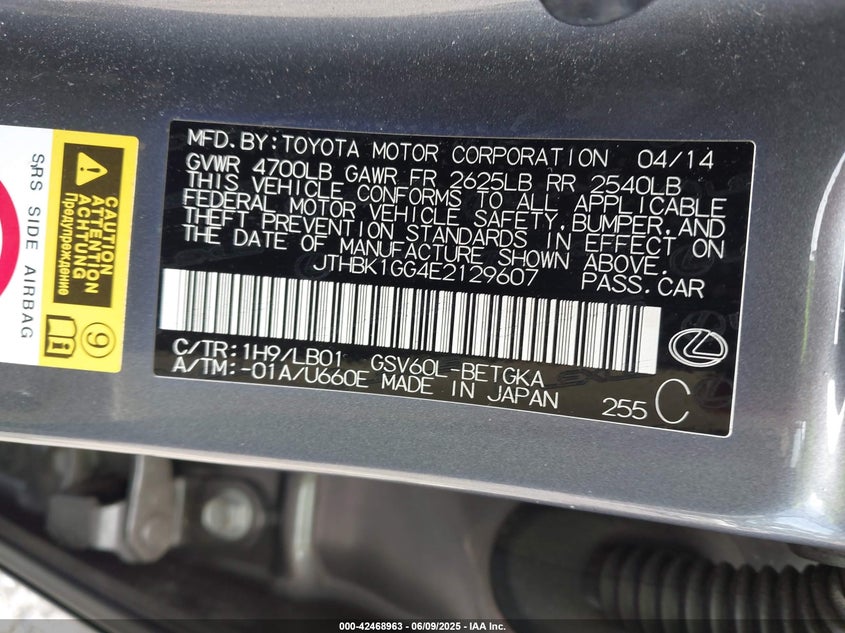 MFD.BY:TOYOTA MOTOR CORPORATION 04/14
GVWR 4700LB GAWR FR 2625LB RR 2540LB
THIS VEHICLE CONFORMS TO ALL APPLICABLE
FEDERAL MOTOR VEHICLE SAFETY,BUMPER,AND
THEFT PREVENTION STANDARDS IN EFFECT ON
THE DATE OF MANUFACTURE SHOWN ABOVE.
JTHBK1GG4E2129607 PASS.CAR
C/TR:1H9/LB01 GSV60L-BETGKA
A/TM:-01A/U660E MADE IN JAPAN
255 C
SRS SIDE AIRBAG
CAUTION
ATTENTION
ACHTUNG
Предупреждение
9
000-42468963 - 06/09/2025 - IAA Inc.